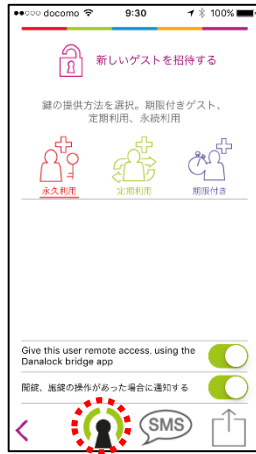 docomo 9:30 100%
新しいゲストを招待する
鍵の提供方法を選択。期限付きゲスト、
定期利用、永続利用
永久利用 定期利用 期限付き
Give this user remote access, using the
Danalock bridge app
開錠、施錠の操作があった場合に通知する
SMS